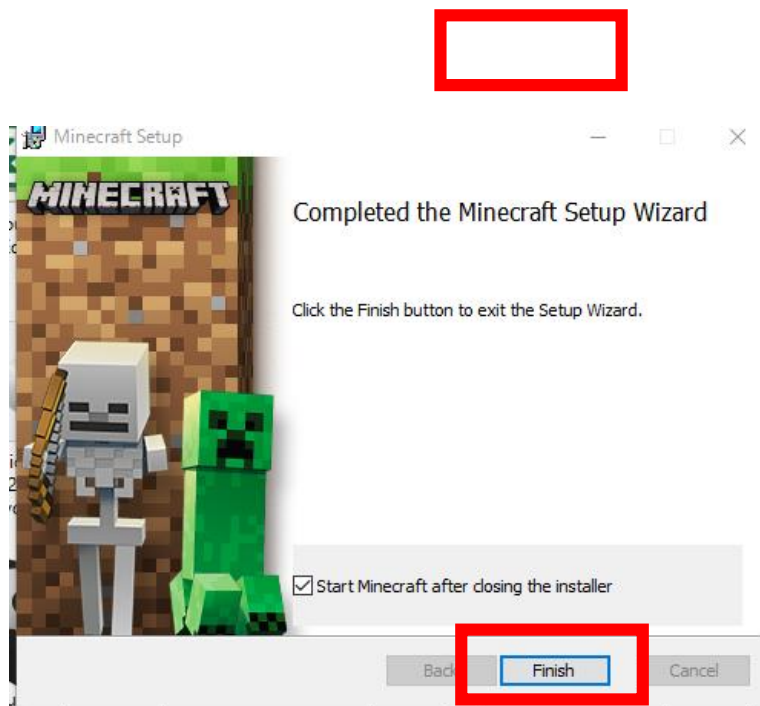 Minecraft Setup
MINECRAFT
Completed the Minecraft Setup Wizard
Click the Finish button to exit the Setup Wizard.
Start Minecraft after closing the installer
Back
Finish
Cancel